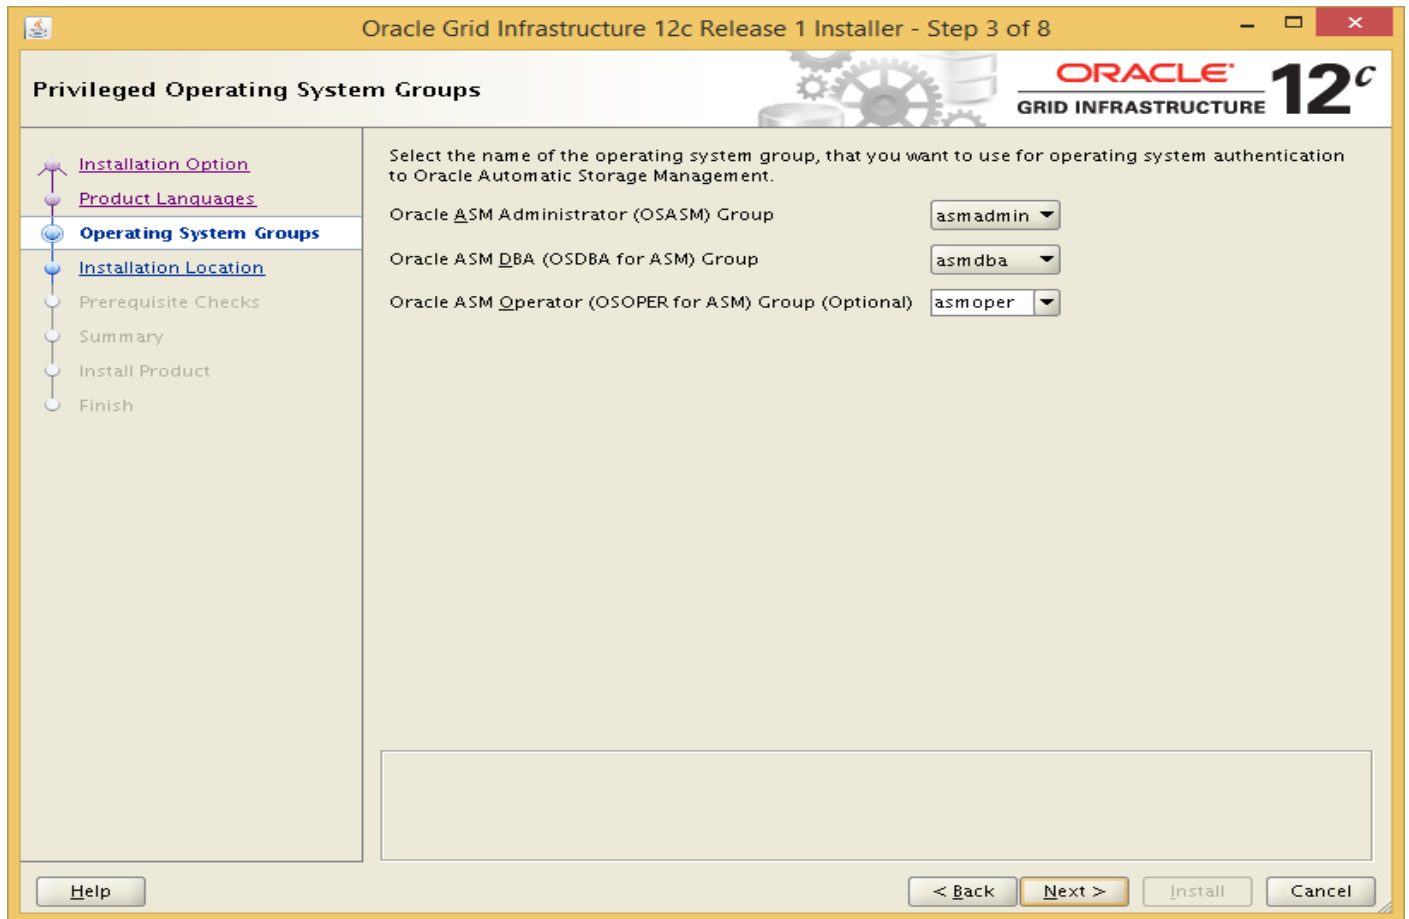 Oracle Grid Infrastructure 12c Release 1 Installer - Step 3 of 8
Privileged Operating System Groups
ORACLE
GRID INFRASTRUCTURE
12c
Installation Option
Product Languages
Operating System Groups
Installation Location
Prerequisite Checks
Summary
Install Product
Finish
Select the name of the operating system group, that you want to use for operating system authentication
to Oracle Automatic Storage Management.
Oracle ASM Administrator (OSASM) Group asmadmin
Oracle ASM DBA (OSDBA for ASM) Group asmdba
Oracle ASM Operator (OSOPER for ASM) Group (Optional) asmoper
Help
< Back
Next >
Install
Cancel